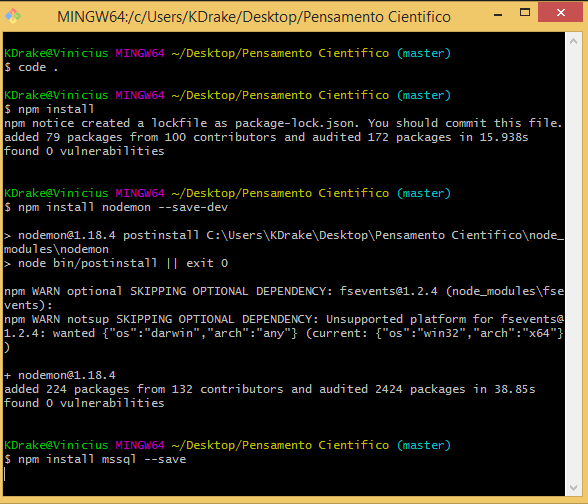 MINGW64:/c/Users/KDrake/Desktop/Pensamento Cientifico
KDrake@Vinicius MINGW64 ~/Desktop/Pensamento Cientifico (master)
$ code .
KDrake@Vinicius MINGW64 ~/Desktop/Pensamento Cientifico (master)
$ npm install
npm notice created a lockfile as package-lock.json. You should commit this file.
added 79 packages from 100 contributors and audited 172 packages in 15.938s
found 0 vulnerabilities
KDrake@Vinicius MINGW64 ~/Desktop/Pensamento Cientifico (master)
$ npm install nodemon --save-dev
> nodemon@1.18.4 postinstall C:\Users\KDrake\Desktop\Pensamento Cientifico\node_
modules\nodemon
> node bin/postinstall || exit 0
npm WARN optional SKIPPING OPTIONAL DEPENDENCY: fsevents@1.2.4 (node_modules\fse
vents):
npm WARN notsup SKIPPING OPTIONAL DEPENDENCY: Unsupported platform for fsevents@
1.2.4: wanted {"os":"darwin","arch":"any"} (current: {"os":"win32","arch":"x64"}
)
+ nodemon@1.18.4
added 224 packages from 132 contributors and audited 2424 packages in 38.85s
found 0 vulnerabilities
KDrake@Vinicius MINGW64 ~/Desktop/Pensamento Cientifico (master)
$ npm install mssql --save